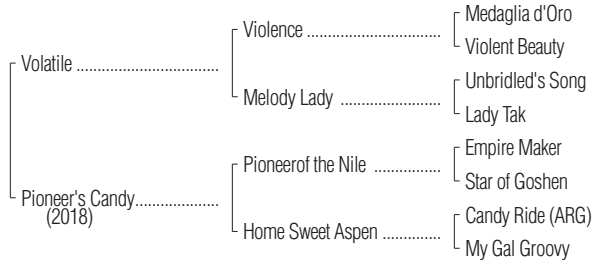 Medaglia d'Oro
Violence ................................
Violent Beauty
Volatile ..................................
Unbridled's Song
Melody Lady ........................
Lady Tak
Empire Maker
Pioneerof the Nile ................
Star of Goshen
Pioneer's Candy....................
(2018)
Candy Ride (ARG)
Home Sweet Aspen ..............
My Gal Groovy